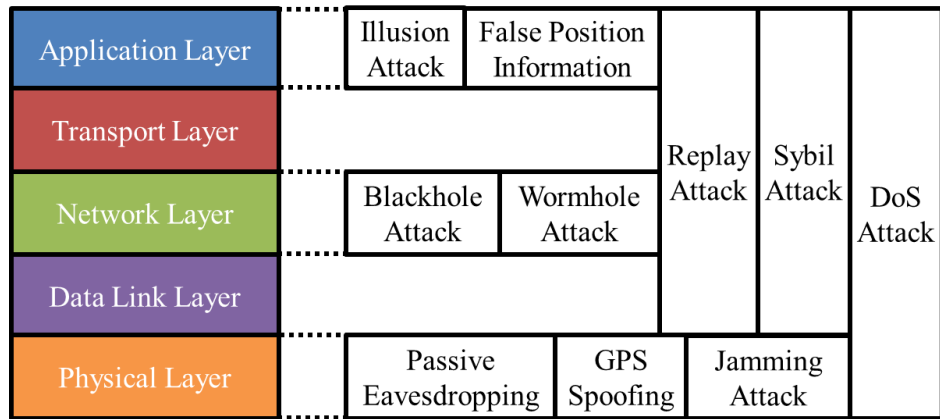 Application Layer
Illusion
Attack
False Position
Information
Transport Layer
Replay
Attack
Sybil
Attack
Network Layer
Blackhole
Attack
Wormhole
Attack
DoS
Attack
Data Link Layer
Physical Layer
Passive
Eavesdropping
GPS
Spoofing
Jamming
Attack